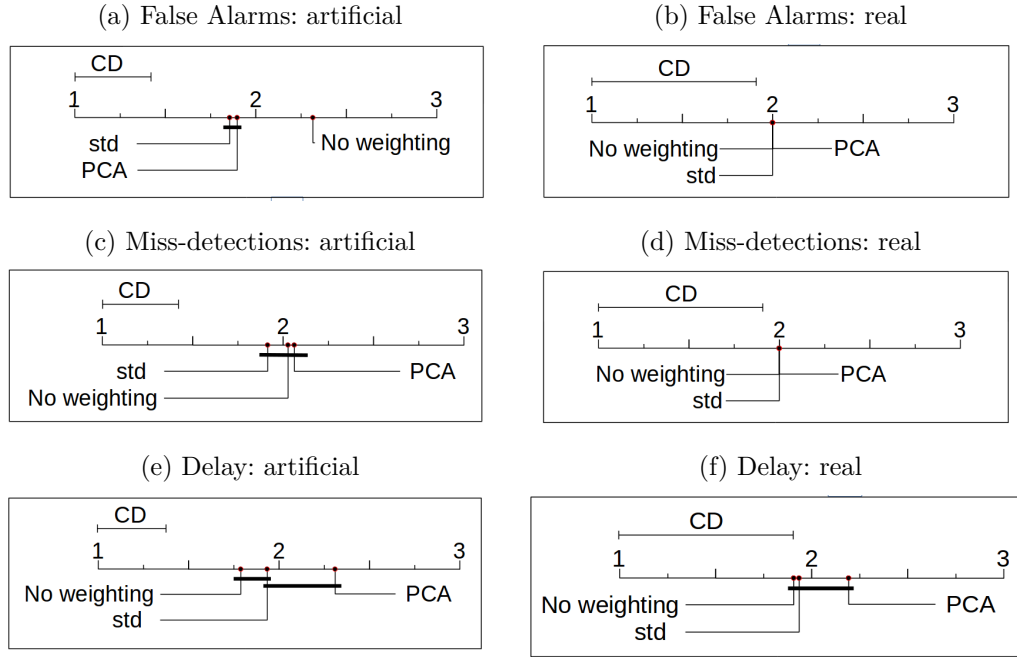 (a) False Alarms: artificial
CD
1 2 3
std
No weighting
PCA
(b) False Alarms: real
CD
1 2 3
No weighting
PCA
std
(c) Miss-detections: artificial
CD
1 2 3
std
PCA
No weighting
(d) Miss-detections: real
CD
1 2 3
No weighting
PCA
std
(e) Delay: artificial
CD
1 2 3
No weighting
PCA
std
(f) Delay: real
CD
1 2 3
No weighting
PCA
std